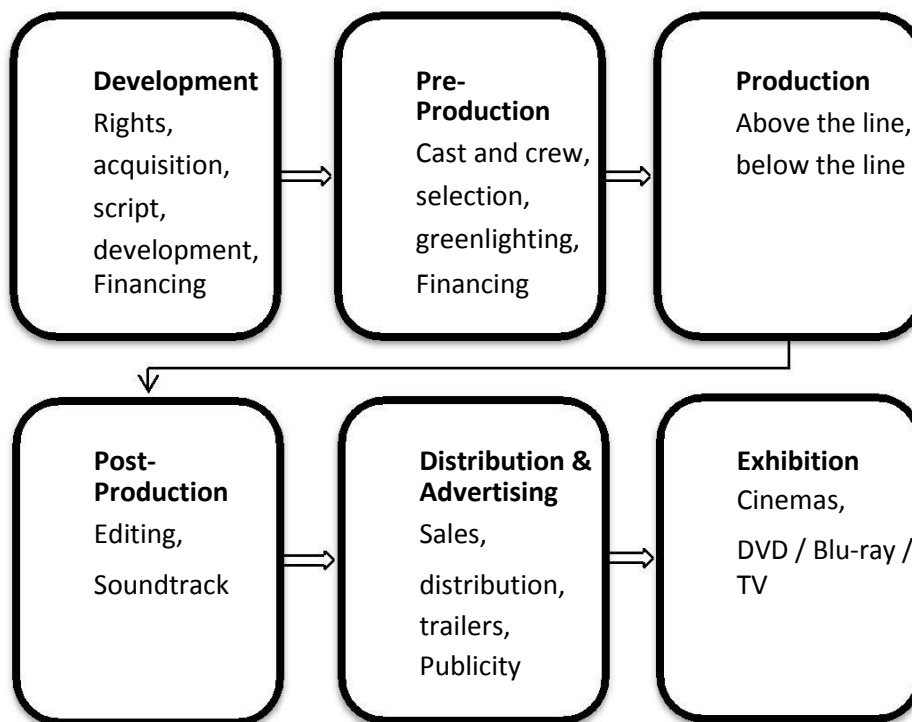 Development
Rights,
acquisition,
script,
development,
Financing
Pre-
Production
Cast and crew,
selection,
greenlighting,
Financing
Production
Above the line,
below the line
Post-
Production
Editing,
Soundtrack
Distribution &
Advertising
Sales,
distribution,
trailers,
Publicity
Exhibition
Cinemas,
DVD / Blu-ray /
TV